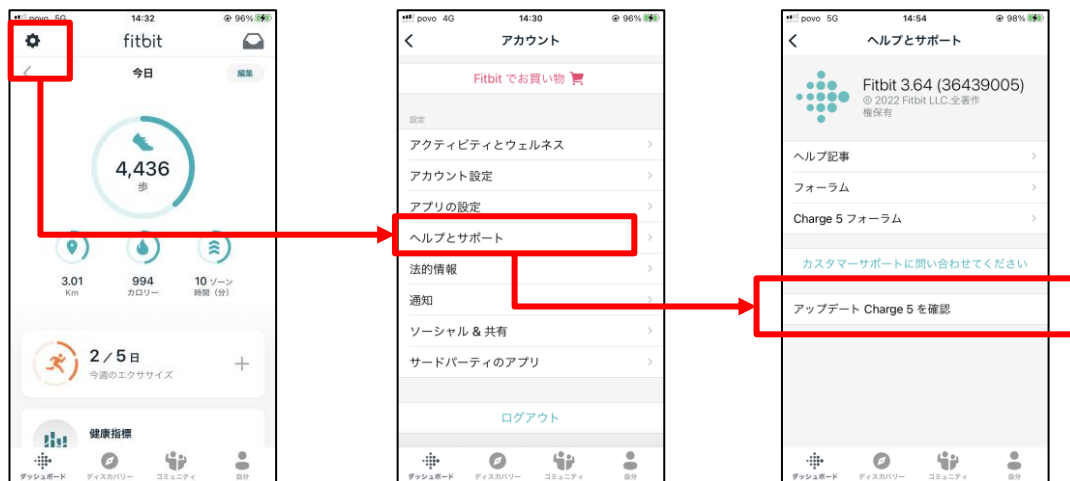 povo 5G 14:32 96%
fitbit
今日 編集
4,436
歩
3.01 994 10 ゾーン
Km カロリー 時間（分）
2 / 5 日
今週のエクササイズ
健康指標
ダッシュボード ディスカバリー コミュニティ 自分
povo 4G 14:30 96%
アカウント
Fitbit でお買い物
設定
アクティビティとウェルネス
アカウント設定
アプリの設定
ヘルプとサポート
法的情報
通知
ソーシャル & 共有
サードパーティのアプリ
ログアウト
ダッシュボード ディスカバリー コミュニティ 自分
povo 5G 14:54 98%
ヘルプとサポート
Fitbit 3.64 (36439005)
© 2022 Fitbit LLC.全著作
権保有
ヘルプ記事
フォーラム
Charge 5 フォーラム
カスタマーサポートに問い合わせてください
アップデート Charge 5 を確認
ダッシュボード ディスカバリー コミュニティ 自分